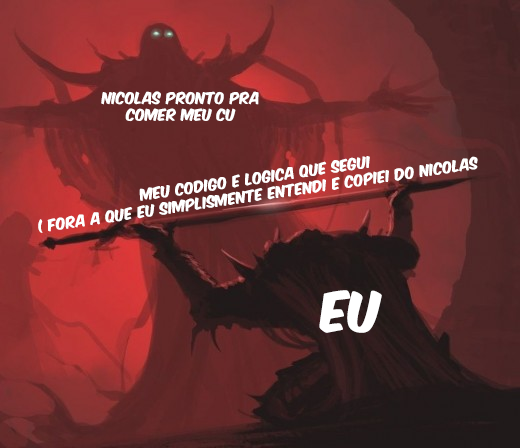 NICOLAS PRONTO PRA
COMER MEU CU
MEU CODIGO E LOGICA QUE SEGUI
( FORA A QUE EU SIMPLISMENTE ENTENDI E COPIEI DO NICOLAS
EU